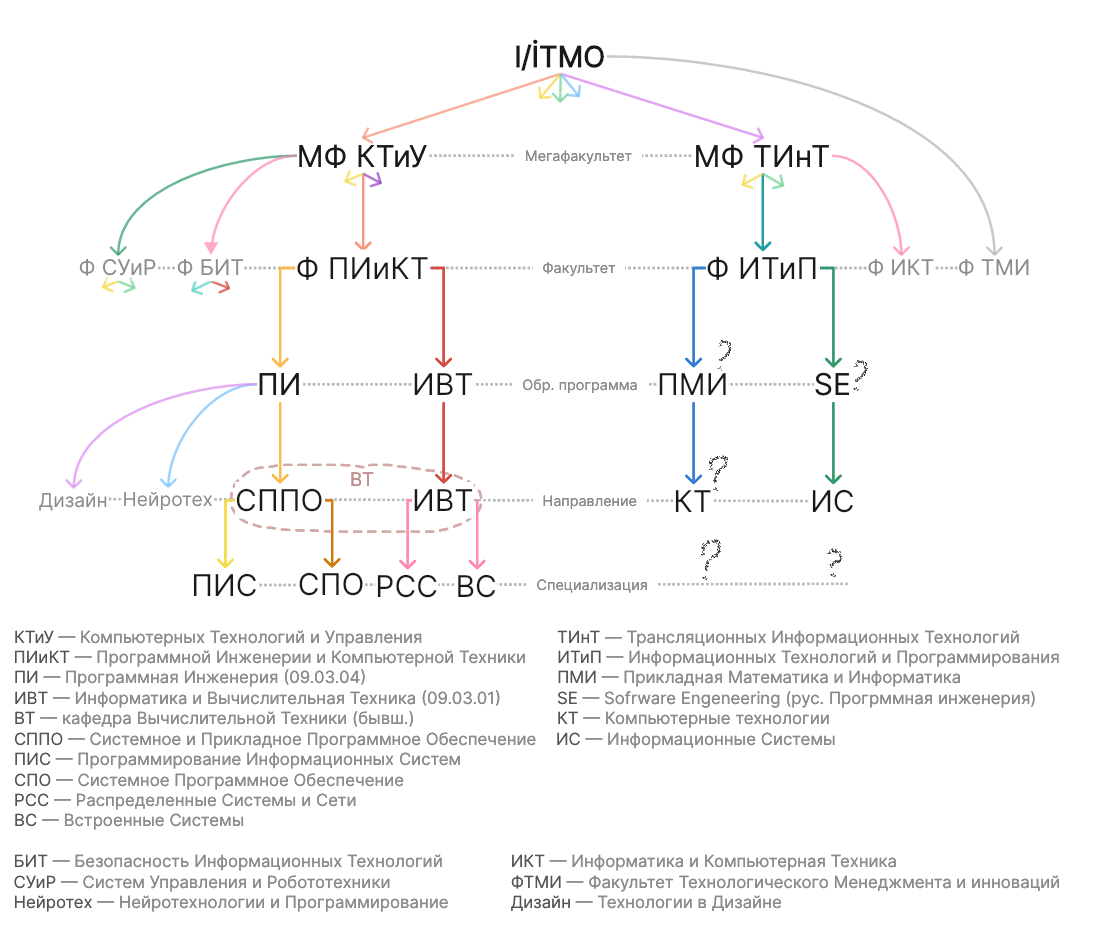 I/İTMO
МФ КТиУ Мегафакультет МФ ТИнТ
Ф СУиР Ф БИТ Ф ПИиКТ Факультет Ф ИТиП Ф ИКТ Ф ТМИ
?
ПИ ИВТ Обр. программа ПМИ SE ?
ВТ ?
Дизайн Нейротех СППО ИВТ Направление КТ ИС
? ?
ПИС СПО РСС ВС Специализация
КТиУ — Компьютерных Технологий и Управления
ПИиКТ — Программной Инженерии и Компьютерной Техники
ПИ — Программная Инженерия (09.03.04)
ИВТ — Информатика и Вычислительная Техника (09.03.01)
ВТ — кафедра Вычислительной Техники (бывш.)
СППО — Системное и Прикладное Программное Обеспечение
ПИС — Программирование Информационных Систем
СПО — Системное Программное Обеспечение
РСС — Распределенные Системы и Сети
ВС — Встроенные Системы
ТИнТ — Трансляционных Информационных Технологий
ИТиП — Информационных Технологий и Программирования
ПМИ — Прикладная Математика и Информатика
SE — Sofrware Engeneering (рус. Прогрммная инженерия)
КТ — Компьютерные технологии
ИС — Информационные Системы
БИТ — Безопасность Информационных Технологий
СУиР — Систем Управления и Робототехники
Нейротех — Нейротехнологии и Программирование
ИКТ — Информатика и Компьютерная Техника
ФТМИ — Факультет Технологического Менеджмента и инноваций
Дизайн — Технологии в Дизайне